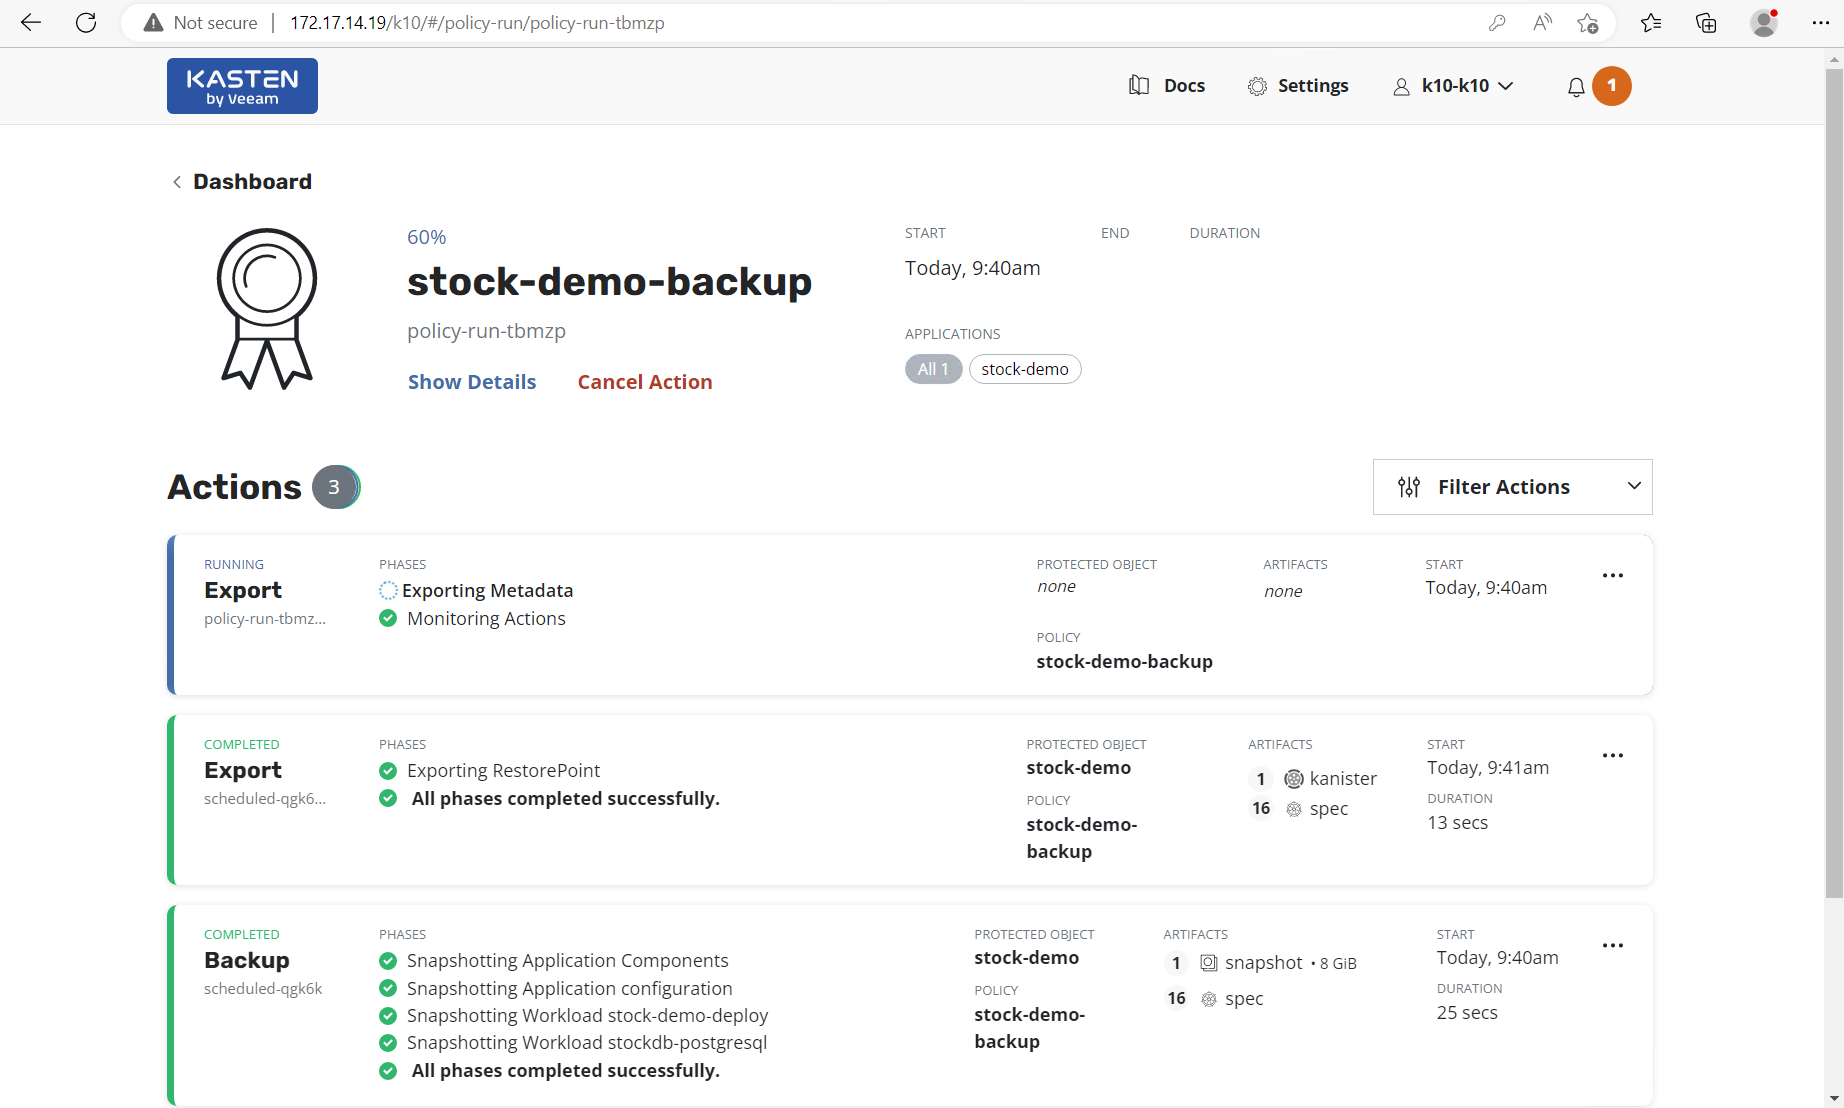 Not secure | 172.17.14.19/k10/#/policy-run/policy-run-tbmzp
KASTEN
by Veeam
Docs
Settings
k10-k10
1
Dashboard
60%
stock-demo-backup
policy-run-tbmzp
Show Details
Cancel Action
START
END
DURATION
Today, 9:40am
APPLICATIONS
All 1
stock-demo
Actions 3
Filter Actions
RUNNING
Export
policy-run-tbmz...
PHASES
Exporting Metadata
Monitoring Actions
PROTECTED OBJECT
none
POLICY
stock-demo-backup
ARTIFACTS
none
START
Today, 9:40am
COMPLETED
Export
scheduled-qgk6...
PHASES
Exporting RestorePoint
All phases completed successfully.
PROTECTED OBJECT
stock-demo
POLICY
stock-demo-
backup
ARTIFACTS
1 kanister
16 spec
START
Today, 9:41am
DURATION
13 secs
COMPLETED
Backup
scheduled-qgk6k
PHASES
Snapshotting Application Components
Snapshotting Application configuration
Snapshotting Workload stock-demo-deploy
Snapshotting Workload stockdb-postgresql
All phases completed successfully.
PROTECTED OBJECT
stock-demo
POLICY
stock-demo-
backup
ARTIFACTS
1 snapshot • 8 GiB
16 spec
START
Today, 9:40am
DURATION
25 secs